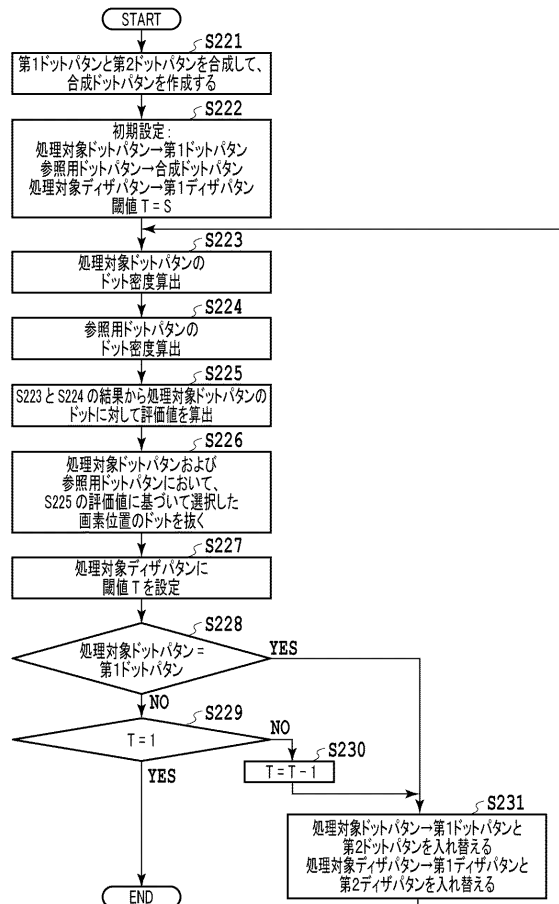 START
S221
第1ドットパタンと第2ドットパタンを合成して、
合成ドットパタンを作成する
S222
初期設定:
処理対象ドットパタン→第1ドットパタン
参照用ドットパタン→合成ドットパタン
処理対象ディザパタン→第1ディザパタン
閾値 T = S
S223
処理対象ドットパタンの
ドット密度算出
S224
参照用ドットパタンの
ドット密度算出
S225
S223 と S224 の結果から処理対象ドットパタンの
ドットに対して評価値を算出
S226
処理対象ドットパタンおよび
参照用ドットパタンにおいて、
S225 の評価値に基づいて選択した
画素位置のドットを抜く
S227
処理対象ディザパタンに
閾値 T を設定
S228
処理対象ドットパタン =
第1ドットパタン
YES
NO
S229
T = 1
NO
YES
S230
T = T - 1
S231
処理対象ドットパタン→第1ドットパタンと
第2ドットパタンを入れ替える
処理対象ディザパタン→第1ディザパタンと
第2ディザパタンを入れ替える
END